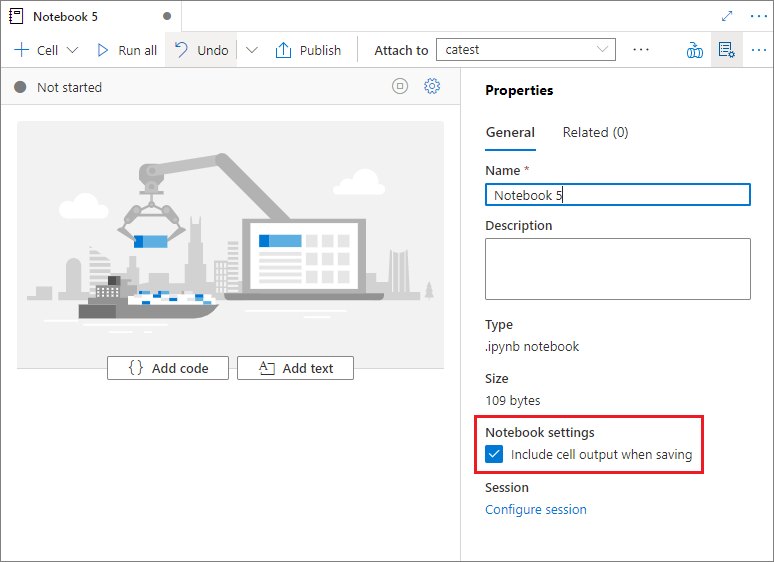 Notebook 5
Cell Run all Undo Publish Attach to catest
Not started
{} Add code A Add text
Properties
General Related (0)
Name *
Notebook 5
Description
Type
.ipynb notebook
Size
109 bytes
Notebook settings
Include cell output when saving
Session
Configure session